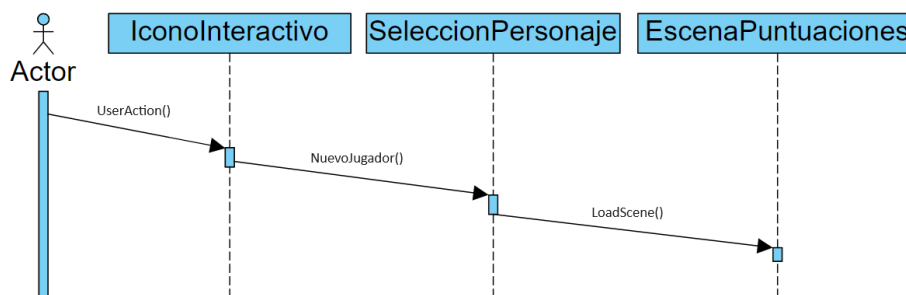 IconoInteractivo
SeleccionPersonaje
EscenaPuntuaciones
Actor
UserAction()
NuevoJugador()
LoadScene()